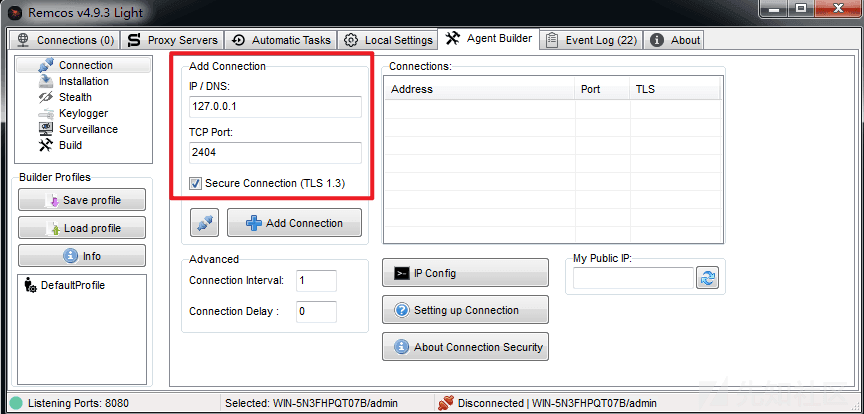 Remcos v4.9.3 Light
Connections (0)
Proxy Servers
Automatic Tasks
Local Settings
Agent Builder
Event Log (22)
About
Connection
Installation
Stealth
Keylogger
Surveillance
Build
Builder Profiles
Save profile
Load profile
Info
DefaultProfile
Add Connection
IP / DNS:
127.0.0.1
TCP Port:
2404
Secure Connection (TLS 1.3)
Add Connection
Advanced
Connection Interval: 1
Connection Delay : 0
Connections:
Address Port TLS
IP Config
Setting up Connection
About Connection Security
My Public IP:
Listening Ports: 8080
Selected: WIN-5N3FHPQT07B/admin
Disconnected | WIN-5N3FHPQT07B/admin
先知社区